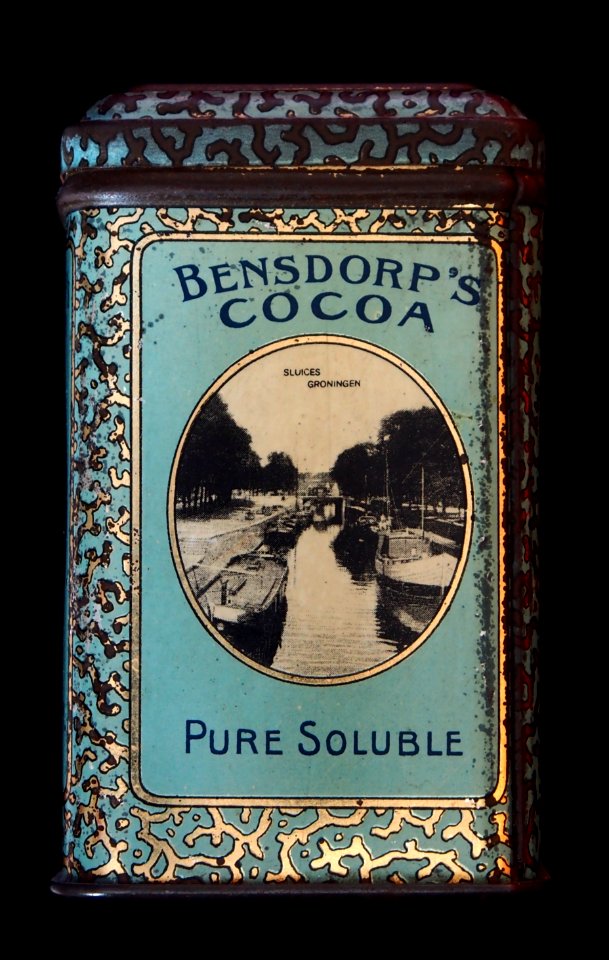 BENSDORP'S
COCOA
SLUICES
GRONINGEN
PURE SOLUBLE